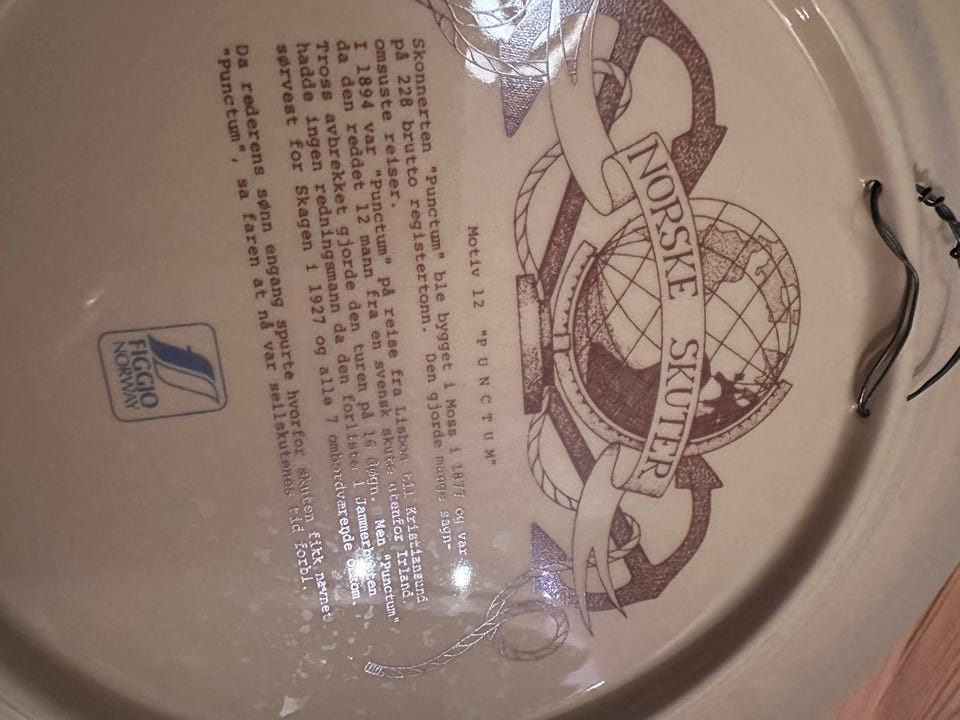 NORSKE SKUTER
Motiv 12 "PUNCTUM"
Skonnerten "Punctum" ble bygget i Moss i 1877 og var
på 228 brutto registertonn. Den gjorde mange sagn-
omsuste reiser.
I 1894 var "Punctum" på reise fra Lisboa til Kristiansund
da den reddet 12 mann fra en svensk skute utenfor Irland.
Tross avbrekket gjorde den turen på 16 døgn. Men "Punctum"
hadde ingen redningsmann da den forliste i Jammerbukten
sørvest for Skagen i 1927 og alle 7 ombordværende omkom.
Da rederens sønn engang spurte hvorfor skuten fikk navnet
"Punctum", sa faren at nå var seilskutenes tid forbi.
FIGGJO
NORWAY